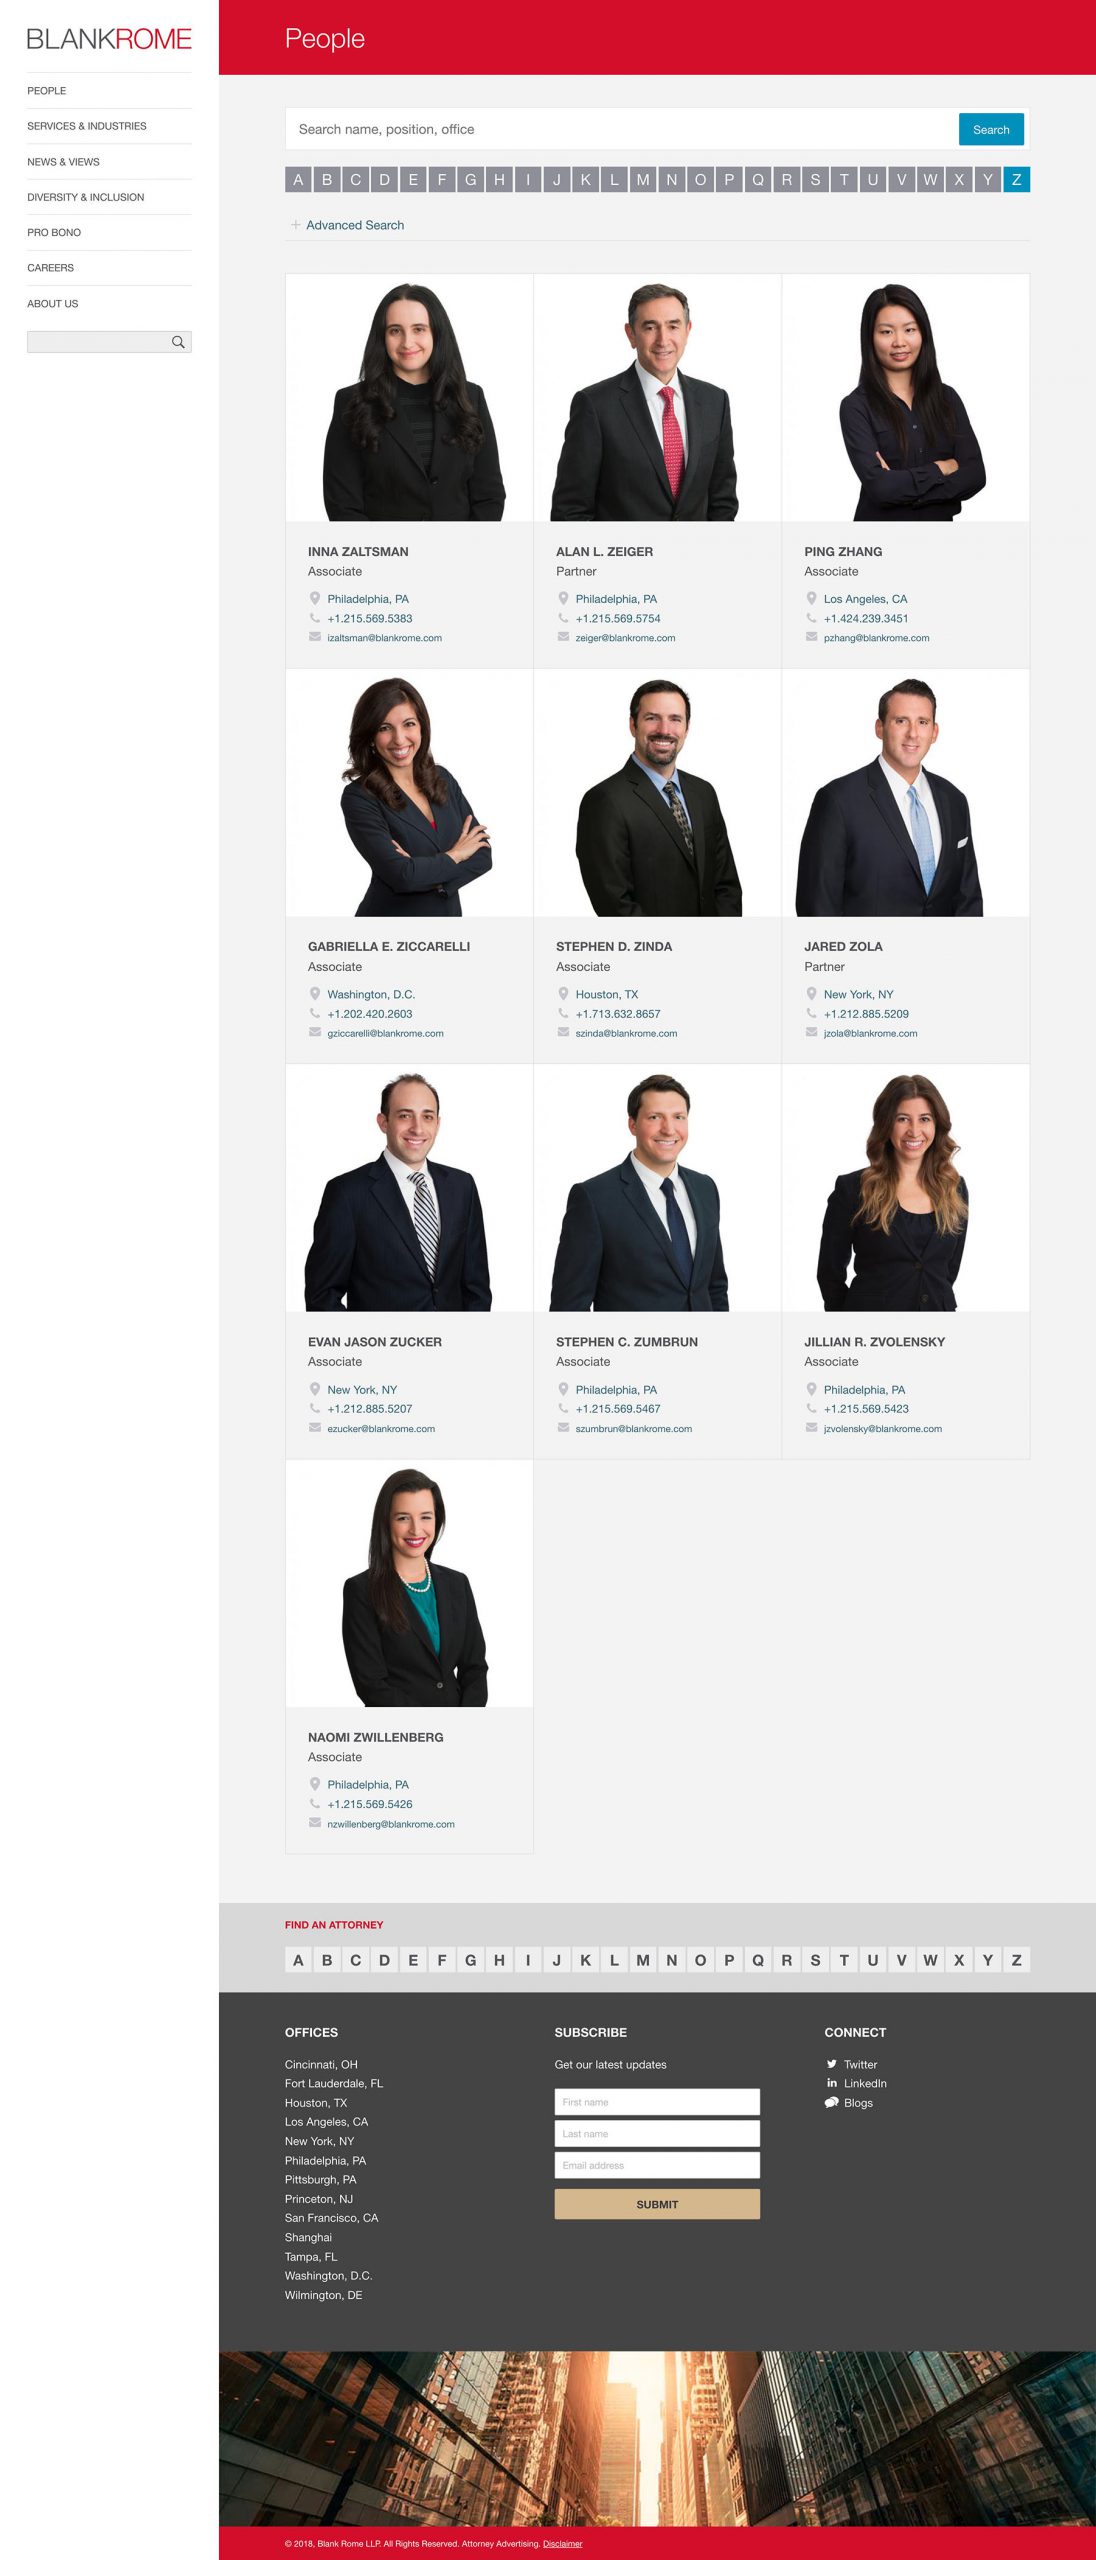 BLANKROME
PEOPLE
SERVICES & INDUSTRIES
NEWS & VIEWS
DIVERSITY & INCLUSION
PRO BONO
CAREERS
ABOUT US
People
Search name, position, office
Search
A B C D E F G H I J K L M N O P Q R S T U V W X Y Z
+ Advanced Search
INNA ZALTSMAN
Associate
Philadelphia, PA
+1.215.569.5383
izaltsman@blankrome.com
ALAN L. ZEIGER
Partner
Philadelphia, PA
+1.215.569.5754
zeiger@blankrome.com
PING ZHANG
Associate
Los Angeles, CA
+1.424.239.3451
pzhang@blankrome.com
GABRIELLA E. ZICCARELLI
Associate
Washington, D.C.
+1.202.420.2603
gziccarelli@blankrome.com
STEPHEN D. ZINDA
Associate
Houston, TX
+1.713.632.8657
szinda@blankrome.com
JARED ZOLA
Partner
New York, NY
+1.212.885.5209
jzola@blankrome.com
EVAN JASON ZUCKER
Associate
New York, NY
+1.212.885.5207
ezucker@blankrome.com
STEPHEN C. ZUMBRUN
Associate
Philadelphia, PA
+1.215.569.5467
szumbrun@blankrome.com
JILLIAN R. ZVOLENSKY
Associate
Philadelphia, PA
+1.215.569.5423
jzvolensky@blankrome.com
NAOMI ZWILLENBERG
Associate
Philadelphia, PA
+1.215.569.5426
nzwillenberg@blankrome.com
FIND AN ATTORNEY
A B C D E F G H I J K L M N O P Q R S T U V W X Y Z
OFFICES
Cincinnati, OH
Fort Lauderdale, FL
Houston, TX
Los Angeles, CA
New York, NY
Philadelphia, PA
Pittsburgh, PA
Princeton, NJ
San Francisco, CA
Shanghai
Tampa, FL
Washington, D.C.
Wilmington, DE
SUBSCRIBE
Get our latest updates
First name
Last name
Email address
SUBMIT
CONNECT
Twitter
LinkedIn
Blogs
© 2018, Blank Rome LLP. All Rights Reserved. Attorney Advertising. Disclaimer